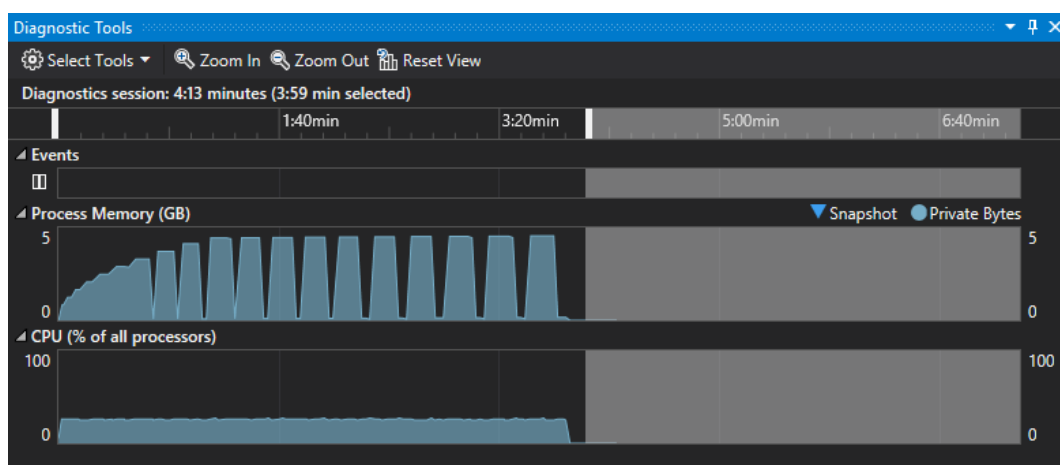 Diagnostic Tools
Select Tools Zoom In Zoom Out Reset View
Diagnostics session: 4:13 minutes (3:59 min selected)
1:40min 3:20min 5:00min 6:40min
Events
Process Memory (GB) Snapshot Private Bytes
5 5
0 0
CPU (% of all processors)
100 100
0 0